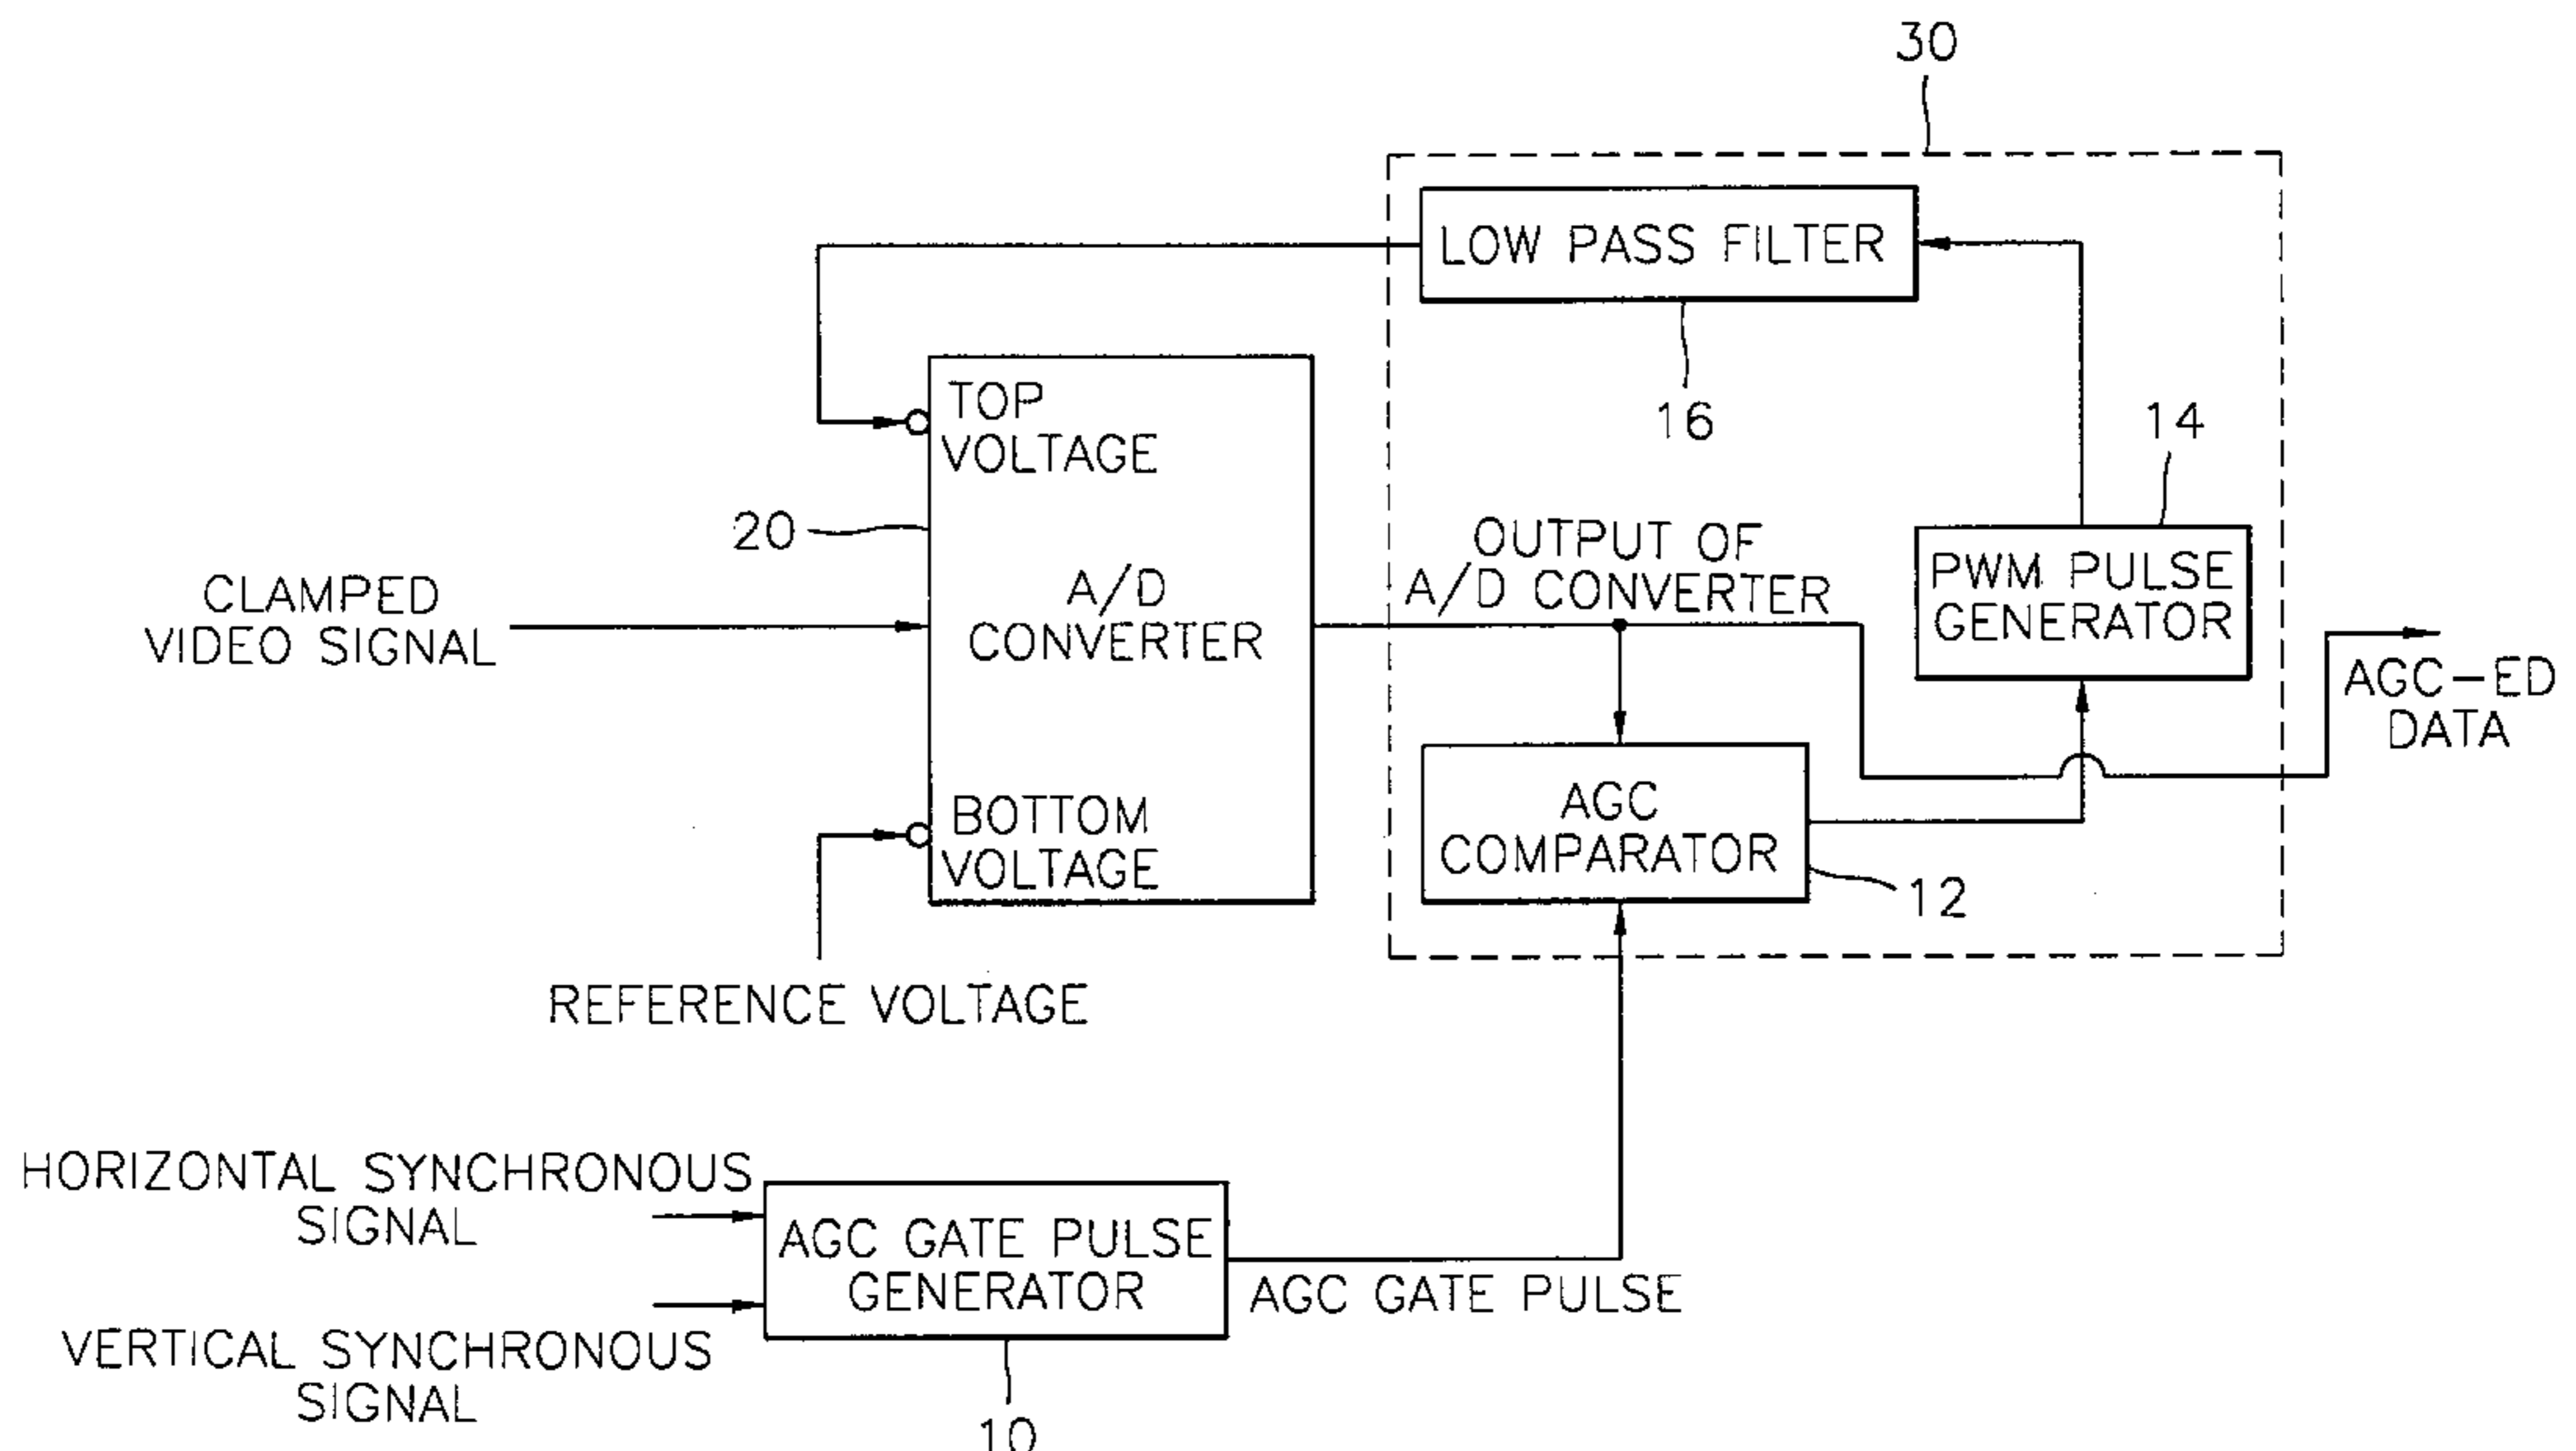 30
LOW PASS FILTER
16
TOP
VOLTAGE
14
20
OUTPUT OF
A/D CONVERTER
PWM PULSE
GENERATOR
CLAMPED
VIDEO SIGNAL
A/D
CONVERTER
AGC-ED
DATA
AGC
COMPARATOR
12
BOTTOM
VOLTAGE
REFERENCE VOLTAGE
HORIZONTAL SYNCHRONOUS
SIGNAL
AGC GATE PULSE
GENERATOR
AGC GATE PULSE
VERTICAL SYNCHRONOUS
SIGNAL
10